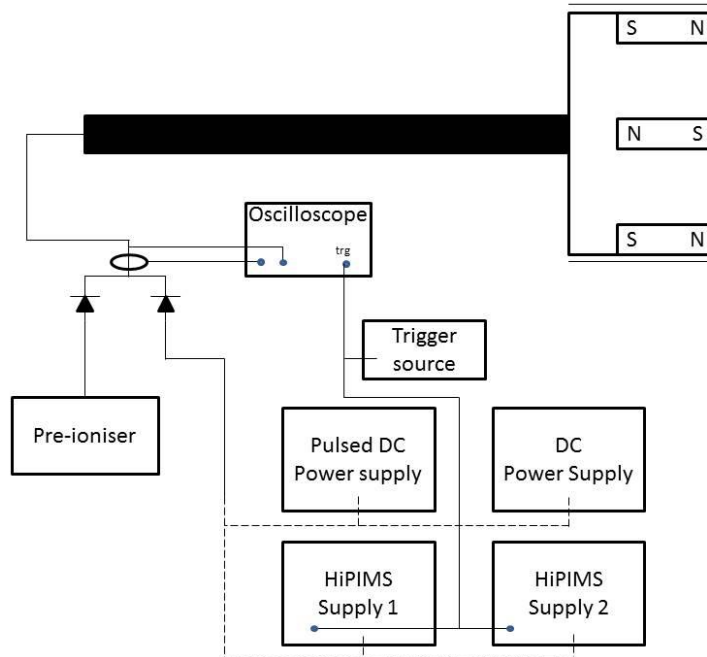 S N
N S
S N
Oscilloscope
trg
Trigger
source
Pre-ioniser
Pulsed DC
Power supply
DC
Power Supply
HiPIMS
Supply 1
HiPIMS
Supply 2